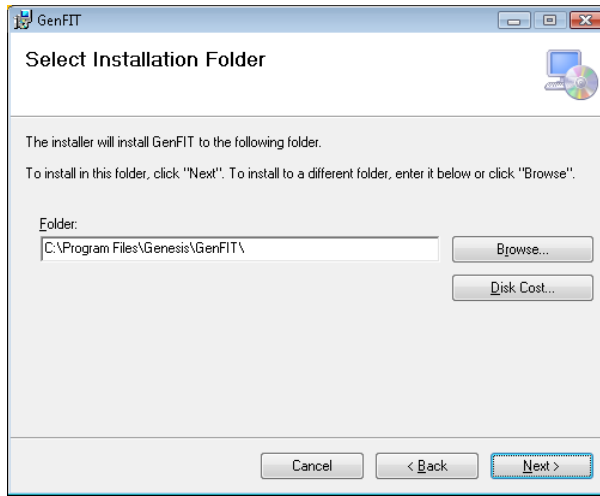 GenFIT
Select Installation Folder
The installer will install GenFIT to the following folder.
To install in this folder, click "Next". To install to a different folder, enter it below or click "Browse".
Folder:
C:\Program Files\Genesis\GenFIT\
Browse...
Disk Cost...
Cancel
< Back
Next >